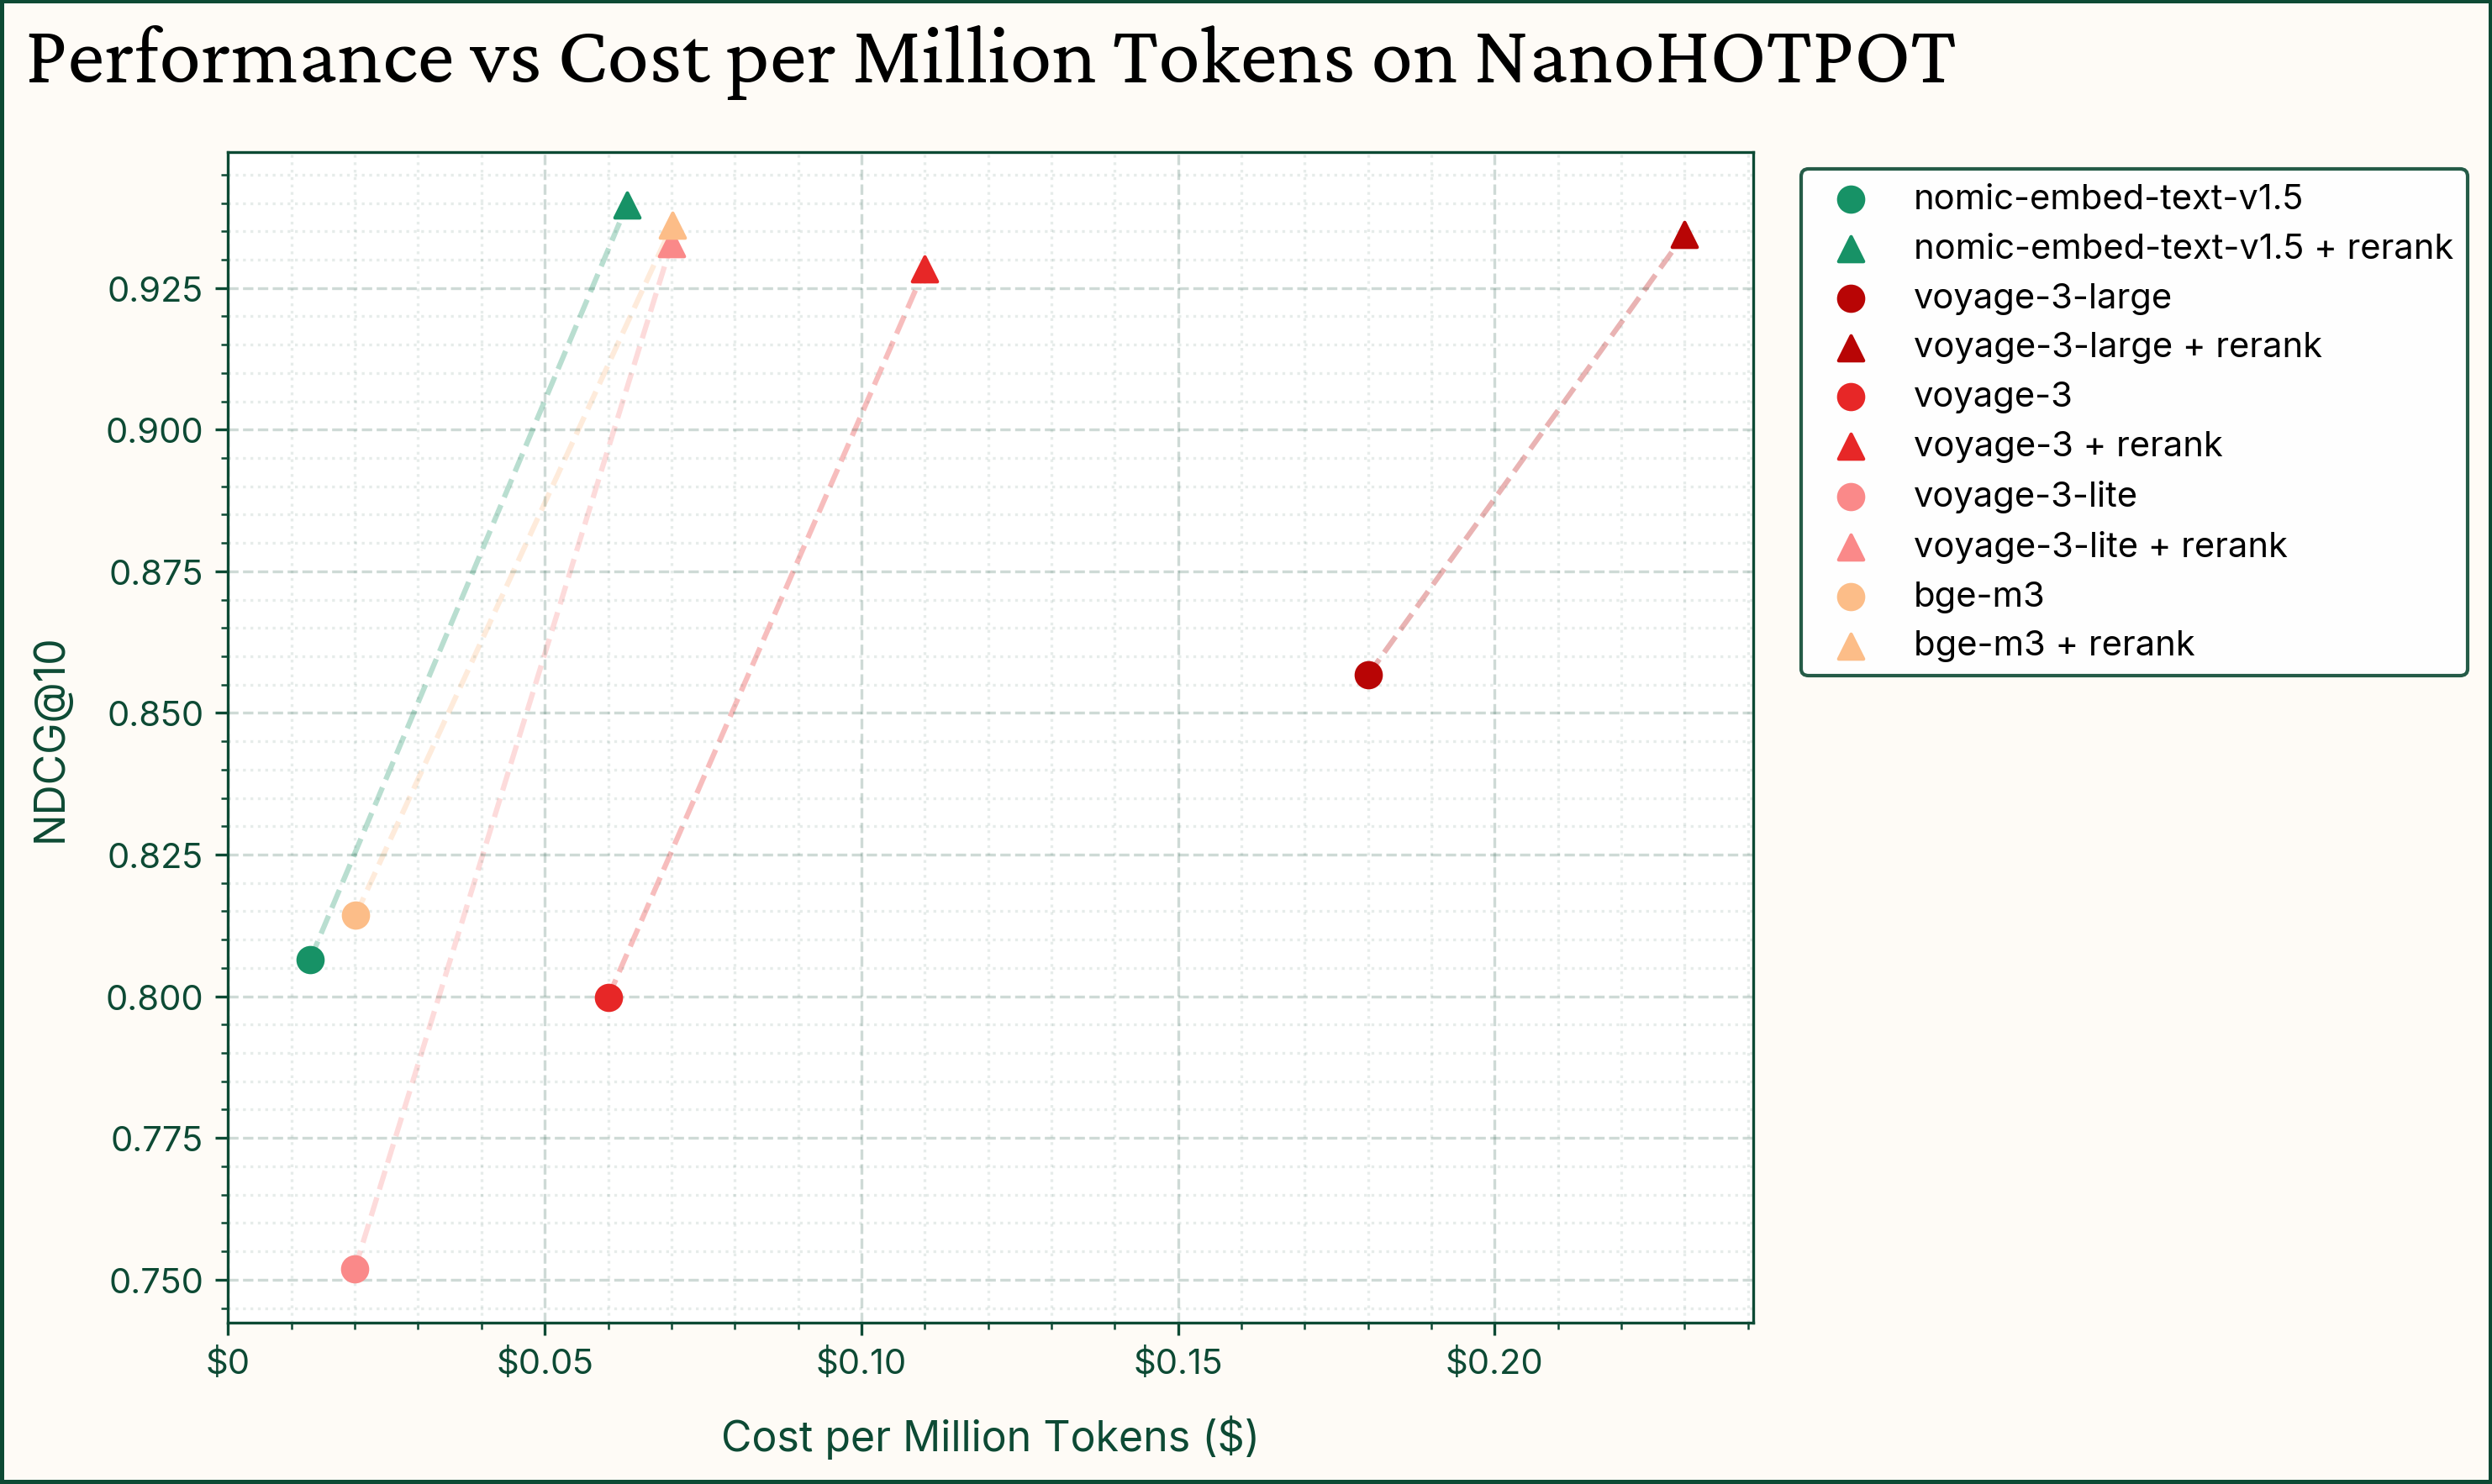 Performance vs Cost per Million Tokens on NanoHOTPOT
nomic-embed-text-v1.5
nomic-embed-text-v1.5 + rerank
voyage-3-large
voyage-3-large + rerank
voyage-3
voyage-3 + rerank
voyage-3-lite
voyage-3-lite + rerank
bge-m3
bge-m3 + rerank
NDCG@10
0.925
0.900
0.875
0.850
0.825
0.800
0.775
0.750
$0
$0.05
$0.10
$0.15
$0.20
Cost per Million Tokens ($)